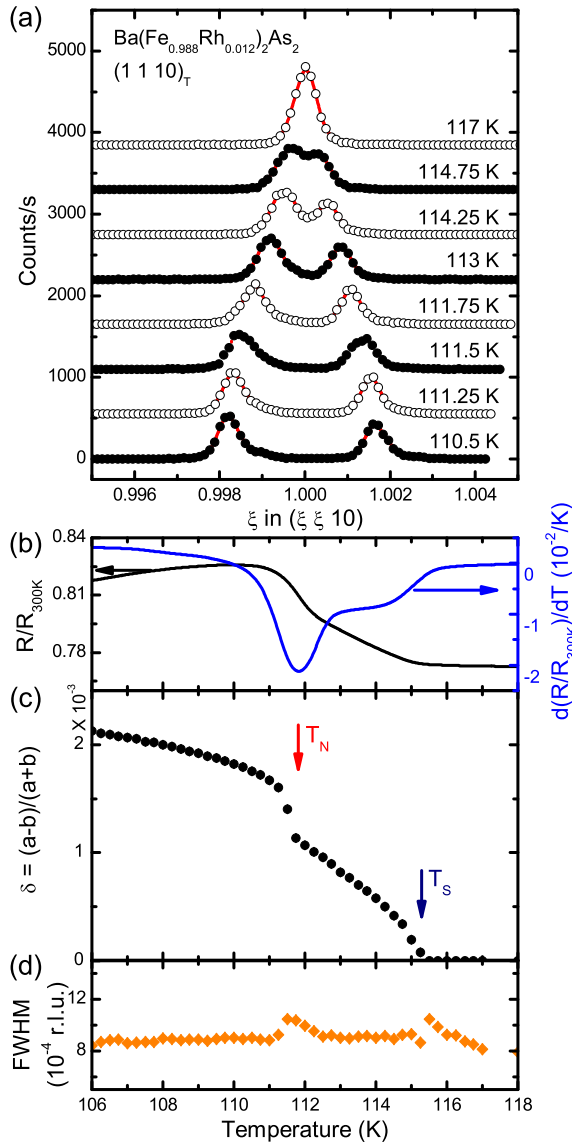 (a)
Ba(Fe0.988Rh0.012)2As2
(1 1 10)T
5000
4000
3000
2000
1000
0
Counts/s
117 K
114.75 K
114.25 K
113 K
111.75 K
111.5 K
111.25 K
110.5 K
0.996 0.998 1.000 1.002 1.004
ξ in (ξ ξ 10)
(b)
0.84
0.81
0.78
R/R300K
0
-1
-2
d(R/R300K)/dT (10-2/K)
(c)
X 10-3
2
1
0
δ = (a-b)/(a+b)
TN
TS
(d)
12
10
8
FWHM
(10-4 r.l.u.)
106 108 110 112 114 116 118
Temperature (K)